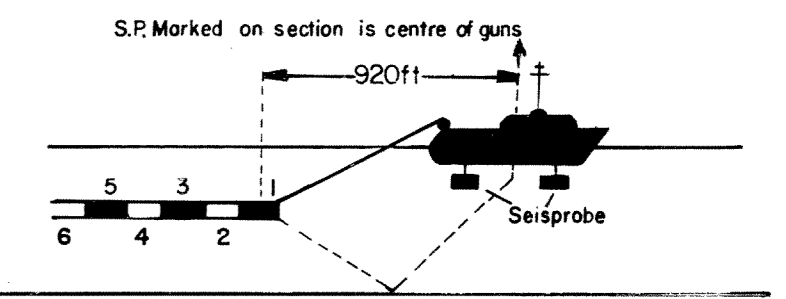 S.P. Marked on section is centre of guns
920ft
5 3 1
Seisprobe
6 4 2